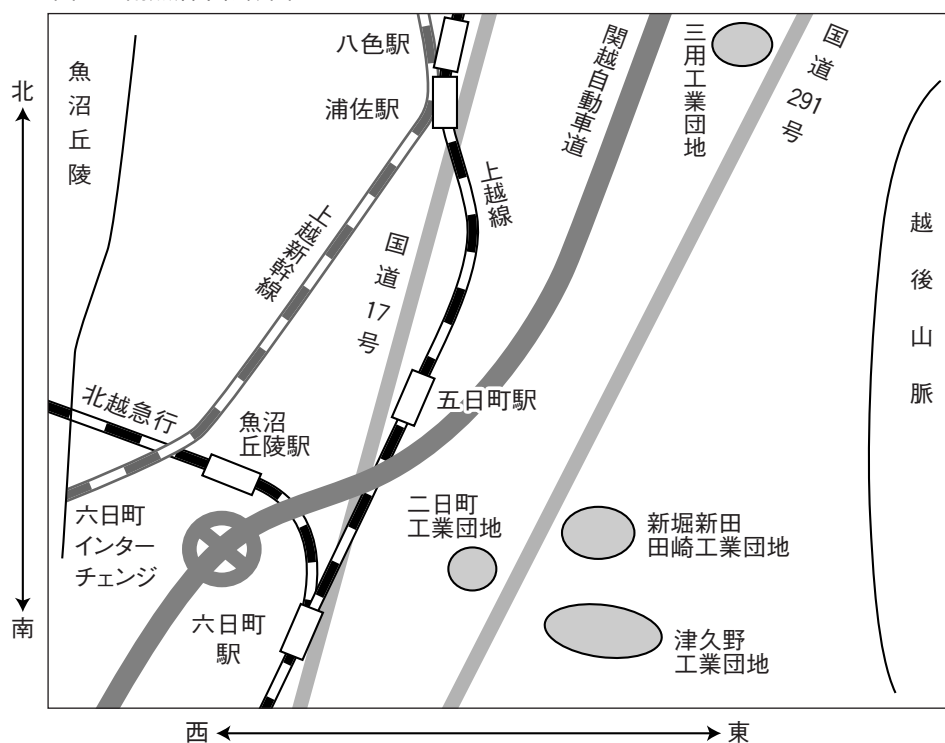 八色駅
浦佐駅
魚沼丘陵
北
南
上越新幹線
国道17号
上越線
関越自動車道
三用工業団地
国道291号
越後山脈
北越急行
魚沼
丘陵駅
五日町駅
六日町
インター
チェンジ
二日町
工業団地
新堀新田
田崎工業団地
六日町
駅
津久野
工業団地
西
東